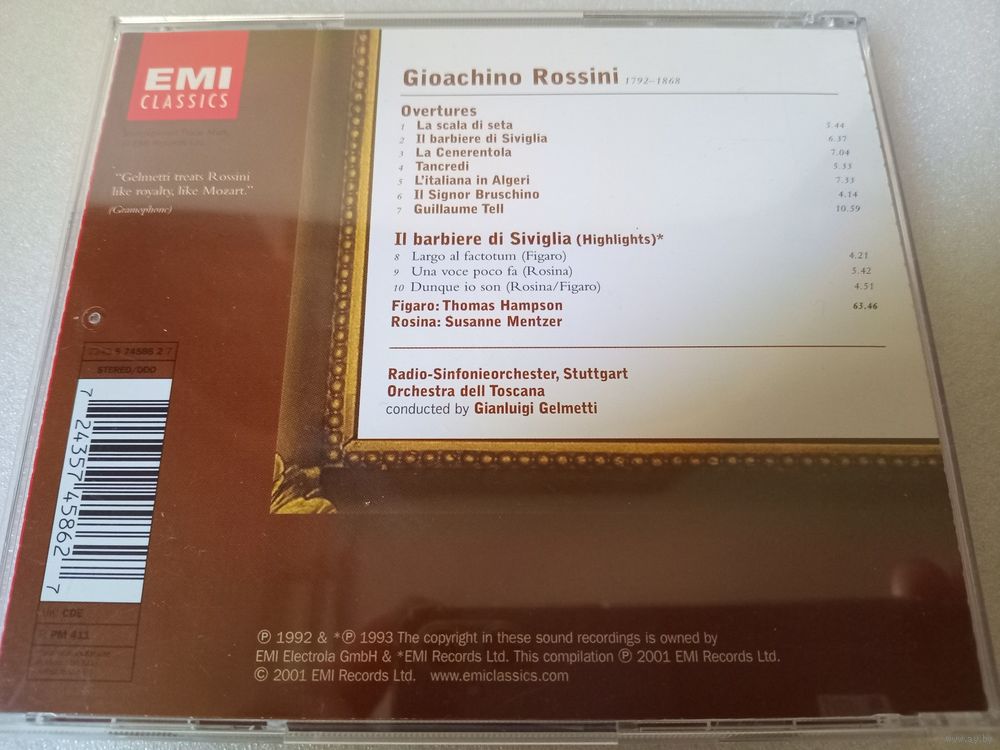 EMI
CLASSICS
"Gelmetti treats Rossini
like royalty, like Mozart."
(Gramophone)
Gioachino Rossini 1792–1868
Overtures
1 La scala di seta 5.44
2 Il barbiere di Siviglia 6.37
3 La Cenerentola 7.04
4 Tancredi 5.33
5 L'italiana in Algeri 7.33
6 Il Signor Bruschino 4.14
7 Guillaume Tell 10.59
Il barbiere di Siviglia (Highlights)*
8 Largo al factotum (Figaro) 4.21
9 Una voce poco fa (Rosina) 5.42
10 Dunque io son (Rosina/Figaro) 4.51
Figaro: Thomas Hampson 63.46
Rosina: Susanne Mentzer
Radio-Sinfonieorchester, Stuttgart
Orchestra dell Toscana
conducted by Gianluigi Gelmetti
5 74586 2 7
STEREO/DDD
7 24357 45862 7
CDE
PM 411
℗ 1992 & *℗ 1993 The copyright in these sound recordings is owned by
EMI Electrola GmbH & *EMI Records Ltd. This compilation ℗ 2001 EMI Records Ltd.
© 2001 EMI Records Ltd. www.emiclassics.com